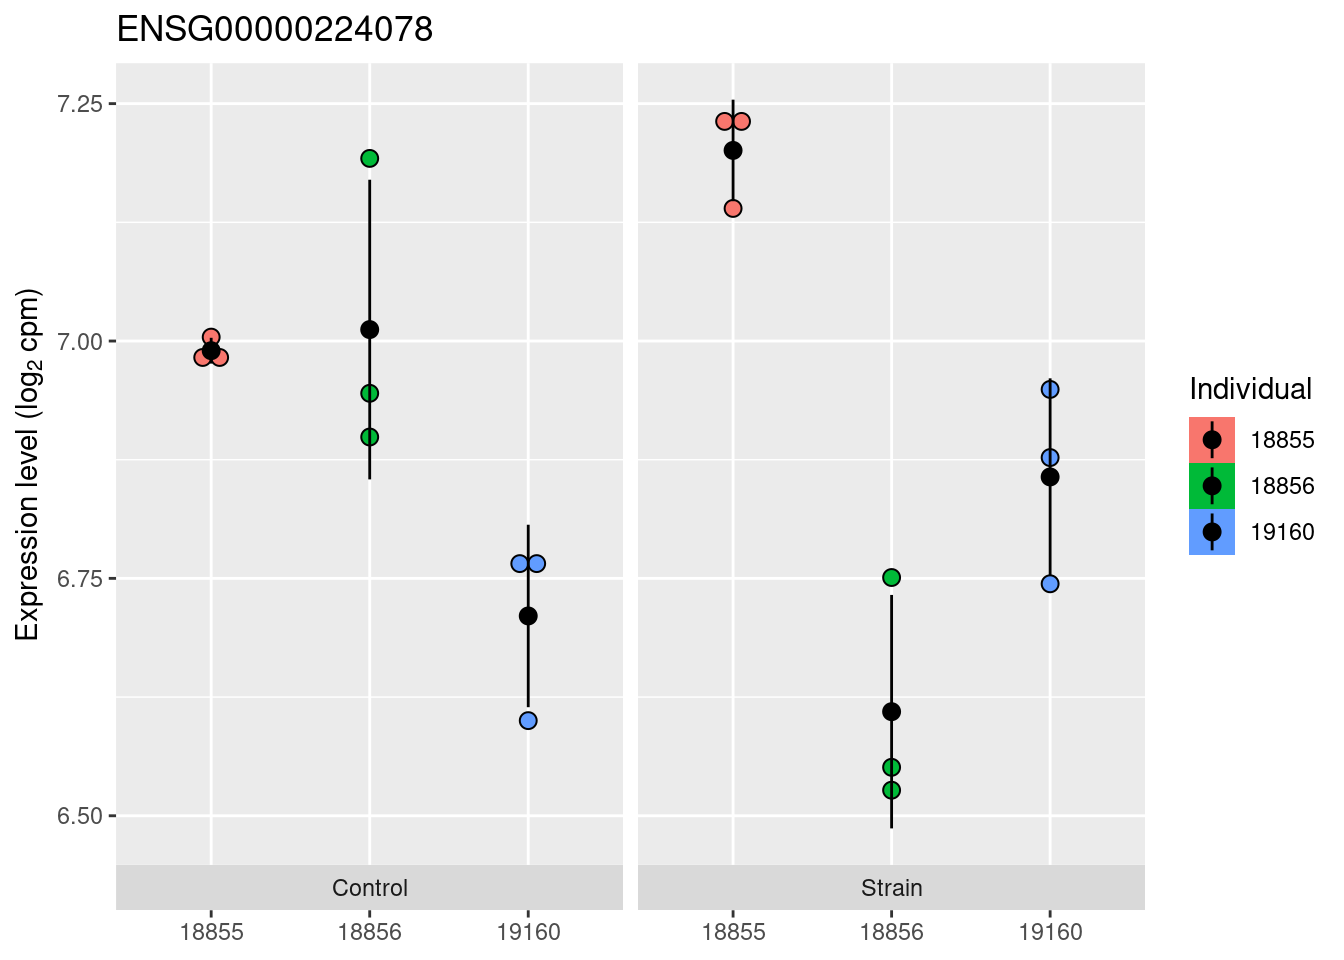 ENSG00000224078
Expression level (log₂ cpm)
7.25
7.00
6.75
6.50
Control
Strain
18855
18856
19160
18855
18856
19160
Individual
18855
18856
19160